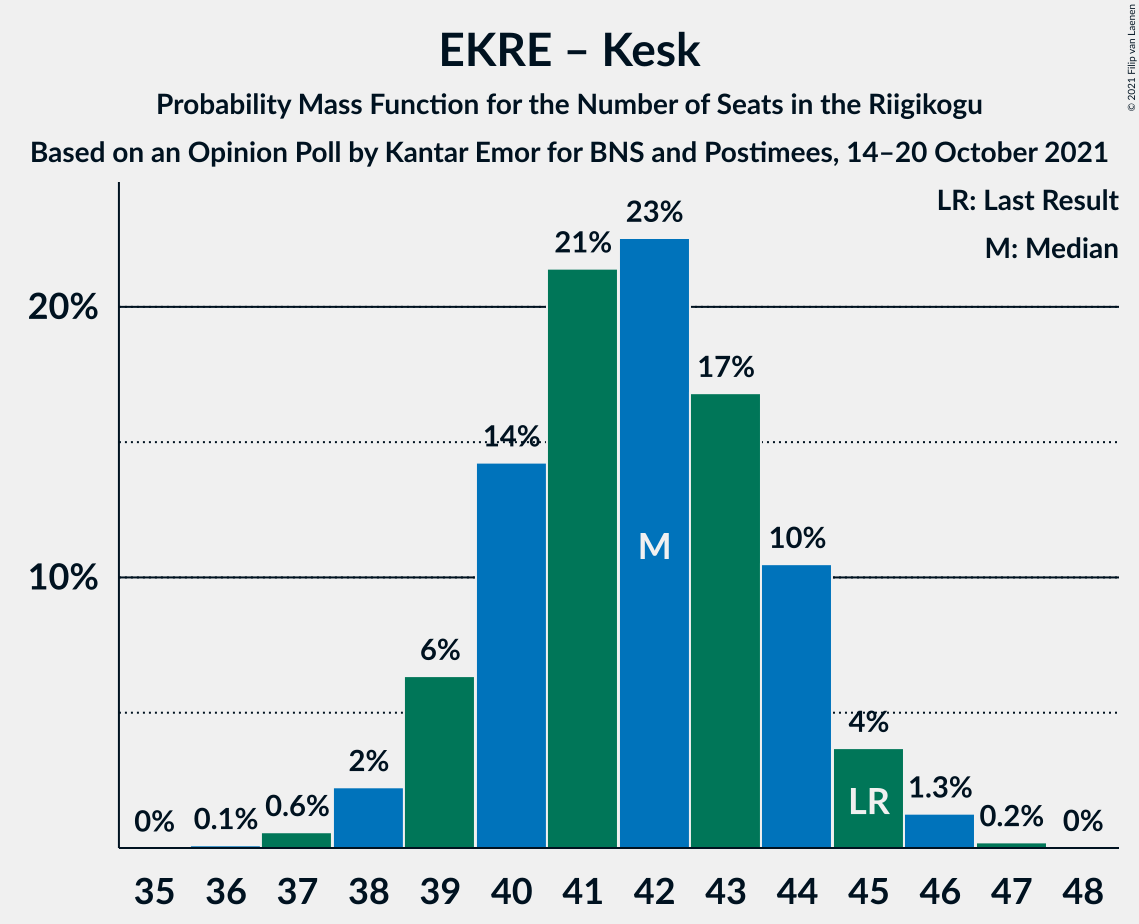 © 2021 Filip van Laenen
EKRE – Kesk
Probability Mass Function for the Number of Seats in the Riigikogu
Based on an Opinion Poll by Kantar Emor for BNS and Postimees, 14–20 October 2021
LR: Last Result
M: Median
20%
10%
0%
0.1%
0.6%
2%
6%
14%
21%
23%
17%
10%
4%
1.3%
0.2%
0%
M
LR
35 36 37 38 39 40 41 42 43 44 45 46 47 48